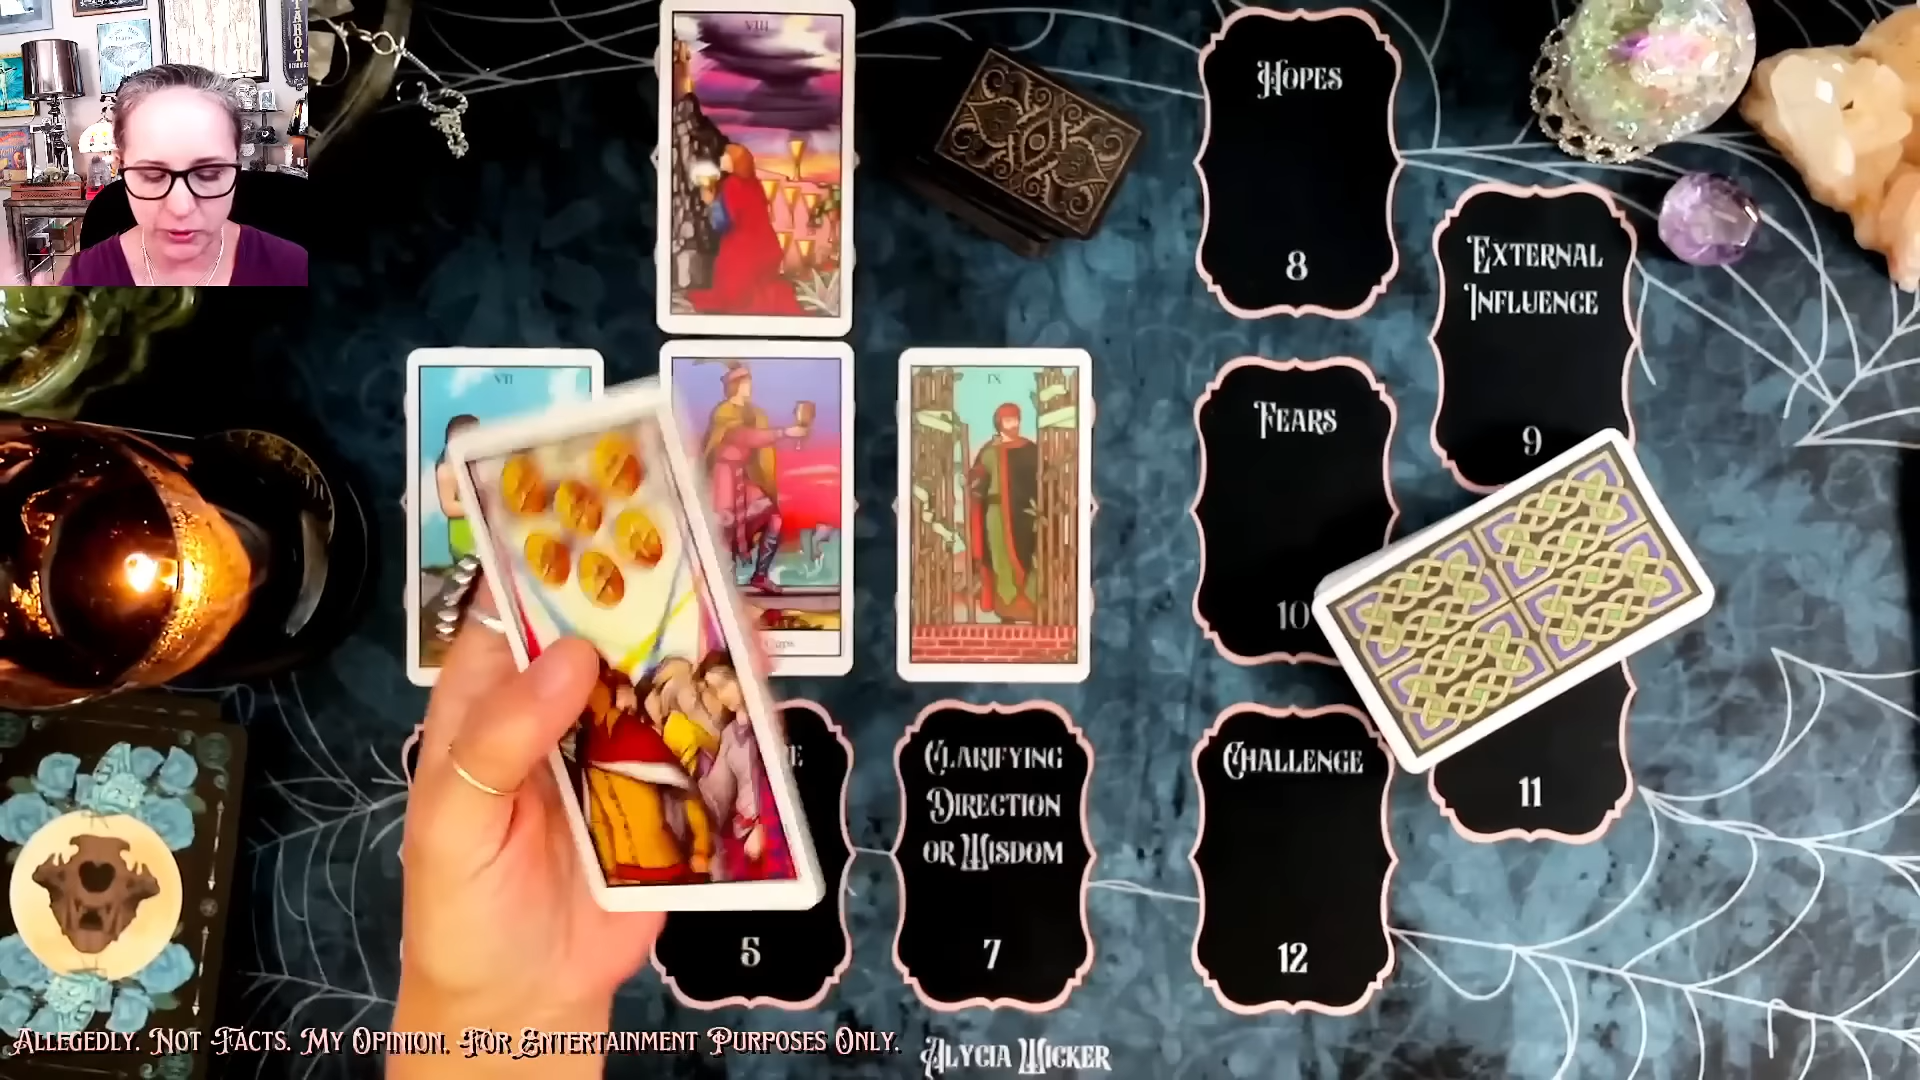 TAROT
VIII
HOPES
8
EXTERNAL
INFLUENCE
9
VII
IX
FEARS
10
11
CLARIFYING
DIRECTION
OR WISDOM
7
5
CHALLENGE
12
ALLEGEDLY. NOT FACTS. MY OPINION. FOR ENTERTAINMENT PURPOSES ONLY.
ALYCIA WICKER